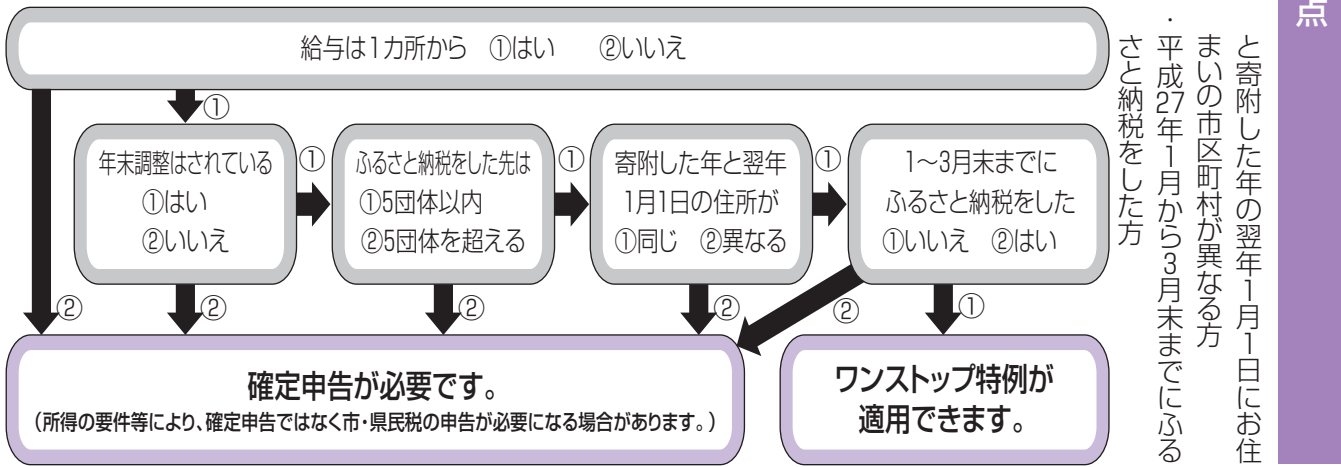 点
と寄附した年の翌年1月1日にお住
まいの市区町村が異なる方
・平成27年1月から3月末までにふる
さと納税をした方
給与は1カ所から ①はい ②いいえ
①
年末調整はされている
①はい
②いいえ
①
ふるさと納税をした先は
①5団体以内
②5団体を超える
①
寄附した年と翌年
1月1日の住所が
①同じ ②異なる
①
1～3月末までに
ふるさと納税をした
①いいえ ②はい
②
②
②
②
②
①
確定申告が必要です。
(所得の要件等により、確定申告ではなく市・県民税の申告が必要になる場合があります。)
ワンストップ特例が
適用できます。